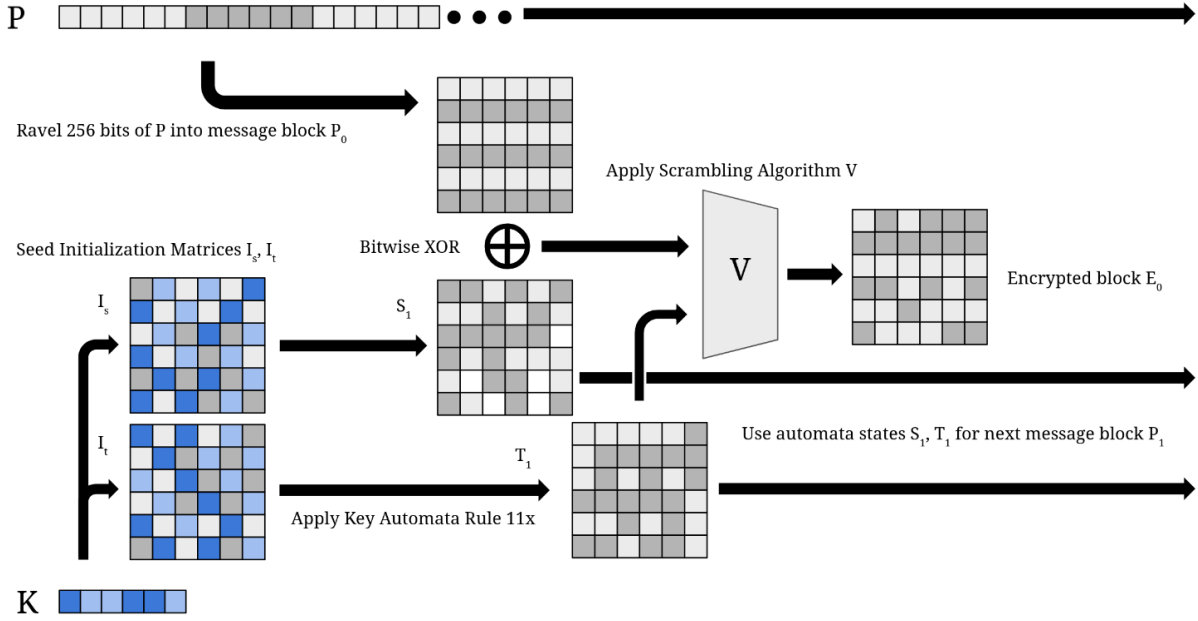 P
Ravel 256 bits of P into message block P₀
Apply Scrambling Algorithm V
Seed Initialization Matrices Iₛ, Iₜ
Bitwise XOR
V
Encrypted block E₀
Iₛ
S₁
Iₜ
T₁
Use automata states S₁, T₁ for next message block P₁
Apply Key Automata Rule 11x
K